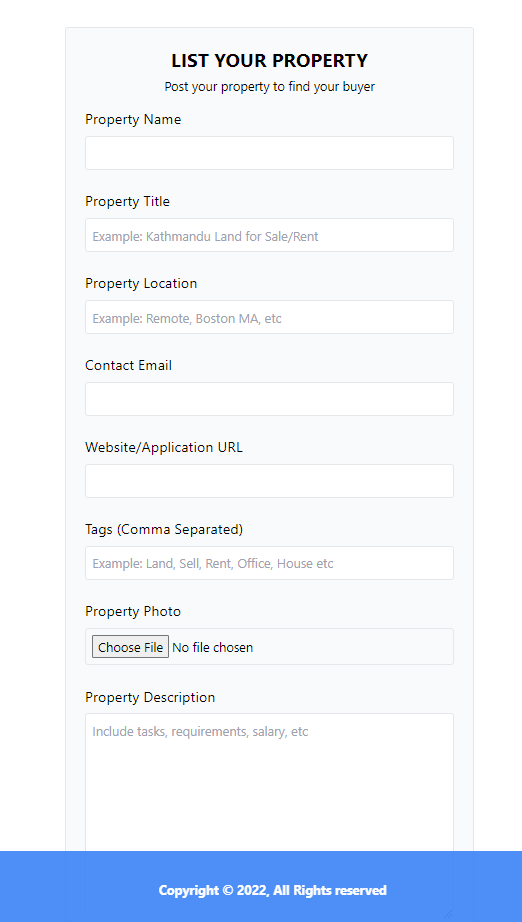 LIST YOUR PROPERTY
Post your property to find your buyer
Property Name
Property Title
Example: Kathmandu Land for Sale/Rent
Property Location
Example: Remote, Boston MA, etc
Contact Email
Website/Application URL
Tags (Comma Separated)
Example: Land, Sell, Rent, Office, House etc
Property Photo
Choose File No file chosen
Property Description
Include tasks, requirements, salary, etc
Copyright © 2022, All Rights reserved